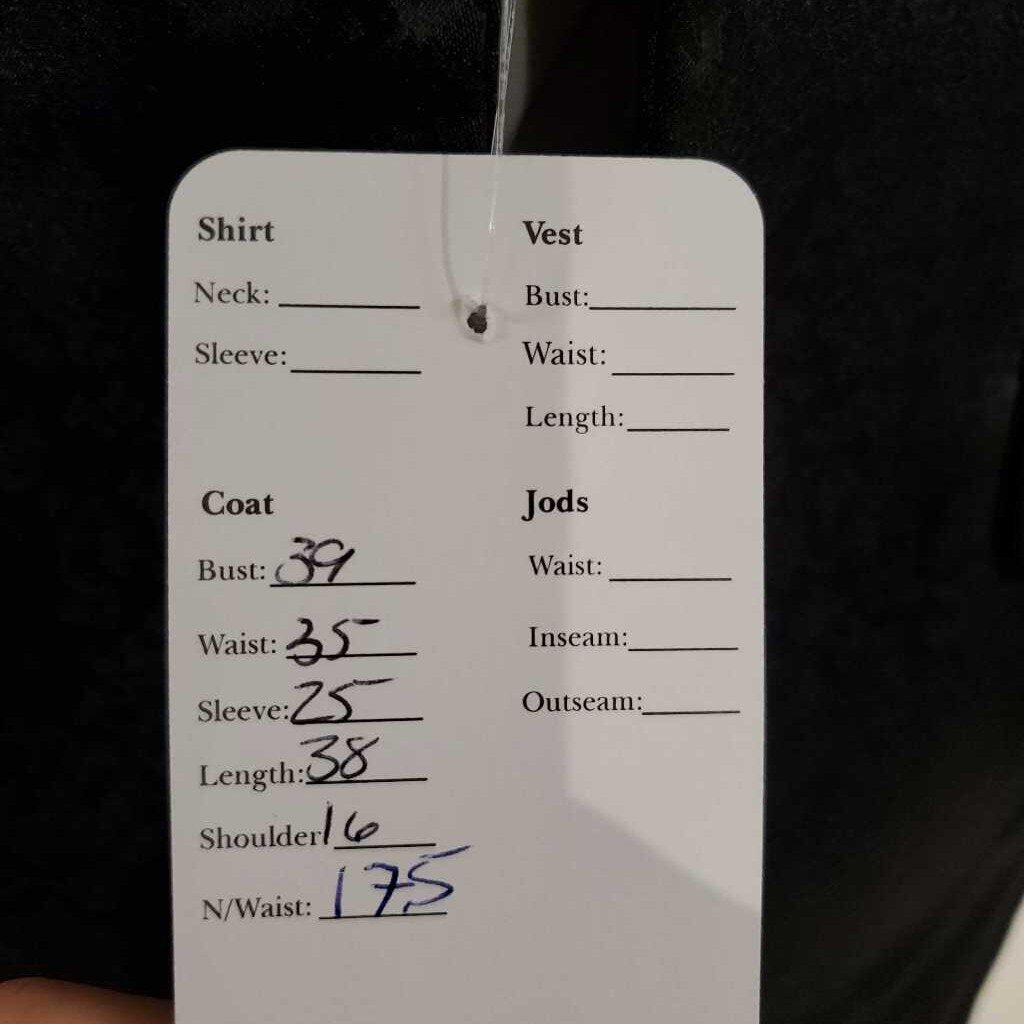 Shirt
Neck:
Sleeve:
Vest
Bust:
Waist:
Length:
Coat
Bust: 39
Waist: 35
Sleeve: 25
Length: 38
Shoulder 16
N/Waist: 17.5
Jods
Waist:
Inseam:
Outseam: